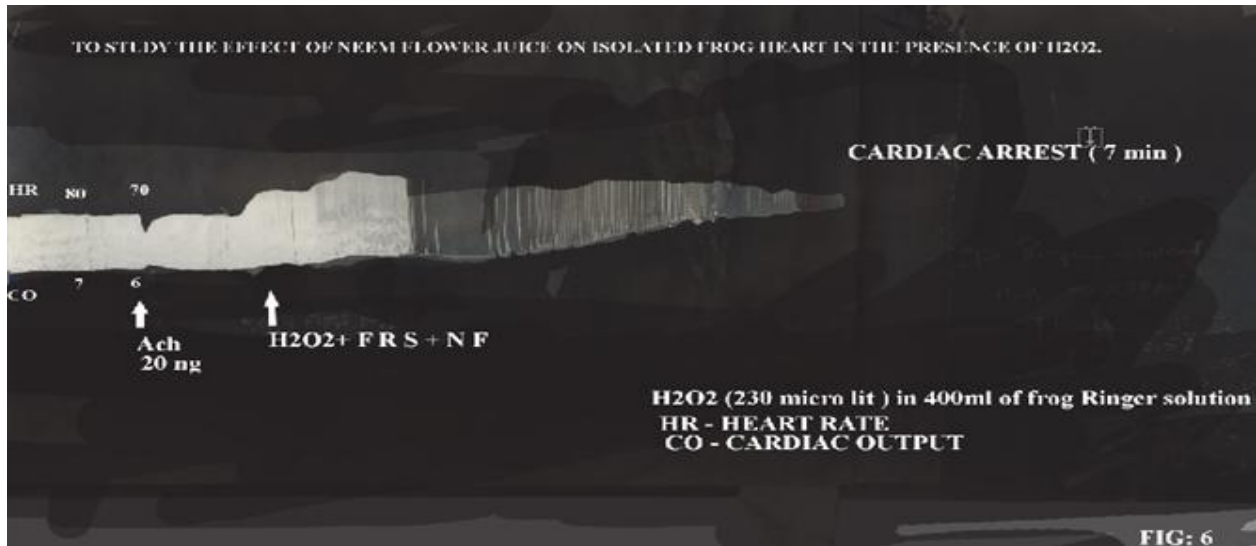 TO STUDY THE EFFECT OF NEEM FLOWER JUICE ON ISOLATED FROG HEART IN THE PRESENCE OF H2O2.
CARDIAC ARREST ( 7 min )
HR 80 70
CO 7 6
Ach
20 ng
H2O2+ F R S + N F
H2O2 (230 micro lit ) in 400ml of frog Ringer solution
HR - HEART RATE
CO - CARDIAC OUTPUT
FIG: 6